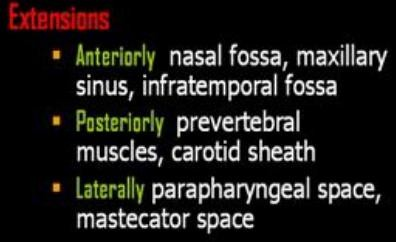 Extensions
▪ Anteriorly nasal fossa, maxillary
sinus, infratemporal fossa
▪ Posteriorly prevertebral
muscles, carotid sheath
▪ Laterally parapharyngeal space,
mastecator space